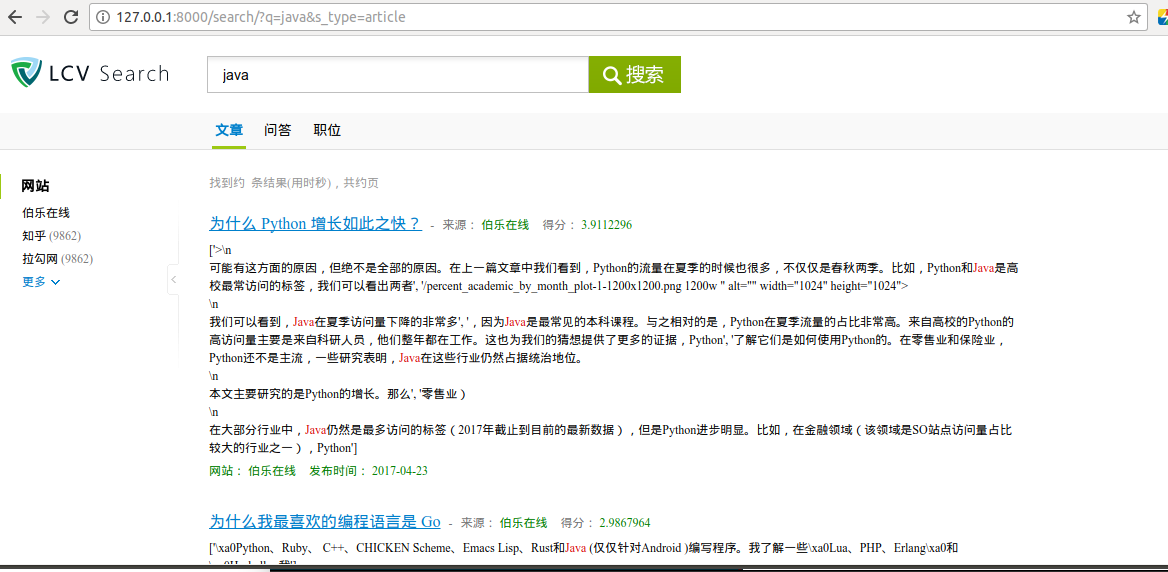 127.0.0.1:8000/search/?q=java&s_type=article
LCV Search
java
搜索
文章 问答 职位
网站
伯乐在线
知乎 (9862)
拉勾网 (9862)
更多
找到约 条结果(用时秒)，共约页
为什么 Python 增长如此之快？ - 来源： 伯乐在线 得分： 3.9112296
['>\n
可能有这方面的原因，但绝不是全部的原因。在上一篇文章中我们看到，Python的流量在夏季的时候也很多，不仅仅是春秋两季。比如，Python和Java是高
校最常访问的标签，我们可以看出两者', '/percent_academic_by_month_plot-1-1200x1200.png 1200w " alt="" width="1024" height="1024">
\n
我们可以看到，Java在夏季访问量下降的非常多', '，因为Java是最常见的本科课程。与之相对的是，Python在夏季流量的占比非常高。来自高校的Python的
高访问量主要是来自科研人员，他们整年都在工作。这也为我们的猜想提供了更多的证据，Python', '了解它们是如何使用Python的。在零售业和保险业，
Python还不是主流，一些研究表明，Java在这些行业仍然占据统治地位。
\n
本文主要研究的是Python的增长。那么', '零售业）
\n
在大部分行业中，Java仍然是最多访问的标签（2017年截止到目前的最新数据），但是Python进步明显。比如，在金融领域（该领域是SO站点访问量占比
较大的行业之一），Python']
网站： 伯乐在线 发布时间： 2017-04-23
为什么我最喜欢的编程语言是 Go - 来源： 伯乐在线 得分： 2.9867964
['\xa0Python、Ruby、 C++、CHICKEN Scheme、Emacs Lisp、Rust和Java (仅仅针对Android )编写程序。我了解一些\xa0Lua、PHP、Erlang\xa0和